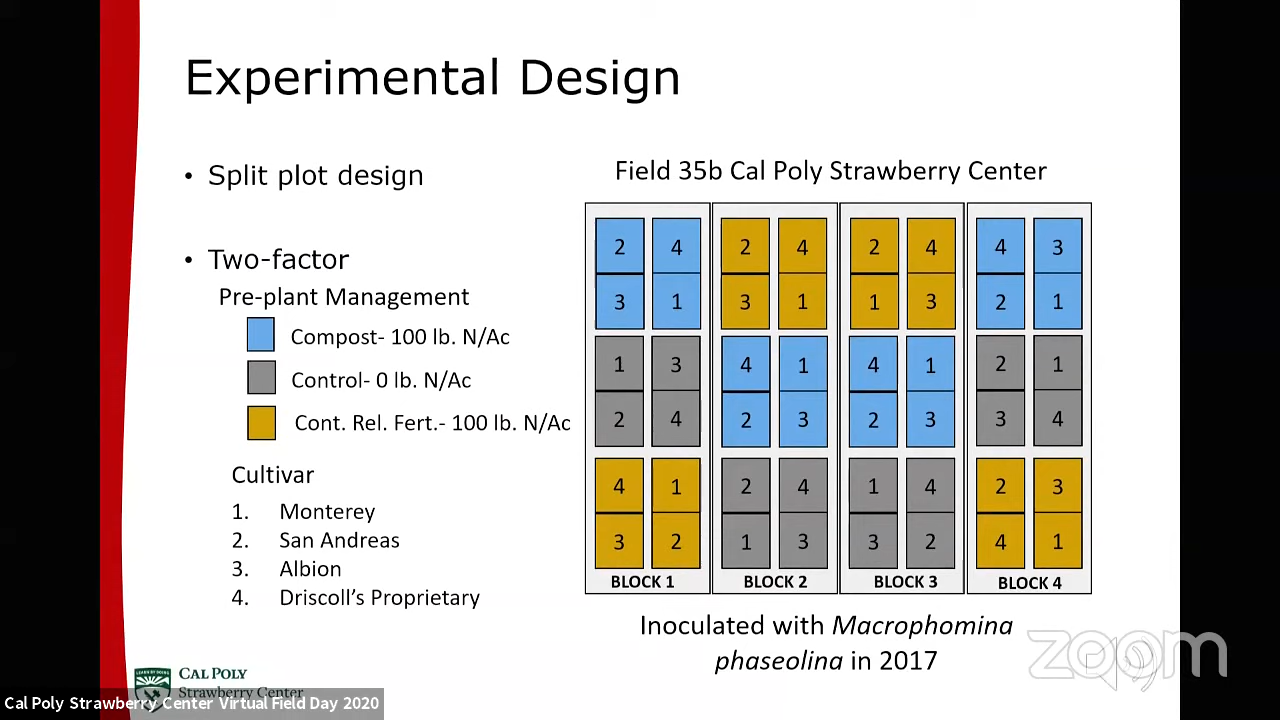 Experimental Design
• Split plot design
• Two-factor
Pre-plant Management
Compost- 100 lb. N/Ac
Control- 0 lb. N/Ac
Cont. Rel. Fert.- 100 lb. N/Ac
Cultivar
1. Monterey
2. San Andreas
3. Albion
4. Driscoll's Proprietary
Field 35b Cal Poly Strawberry Center
2 4 2 4 2 4 4 3
3 1 3 1 1 3 2 1
1 3 4 1 4 1 2 1
2 4 2 3 2 3 3 4
4 1 2 4 1 4 2 3
3 2 1 3 3 2 4 1
BLOCK 1 BLOCK 2 BLOCK 3 BLOCK 4
Inoculated with Macrophomina
phaseolina in 2017
LEARN BY DOING
CAL POLY
Strawberry Center
Cal Poly Strawberry Center Virtual Field Day 2020
zoom